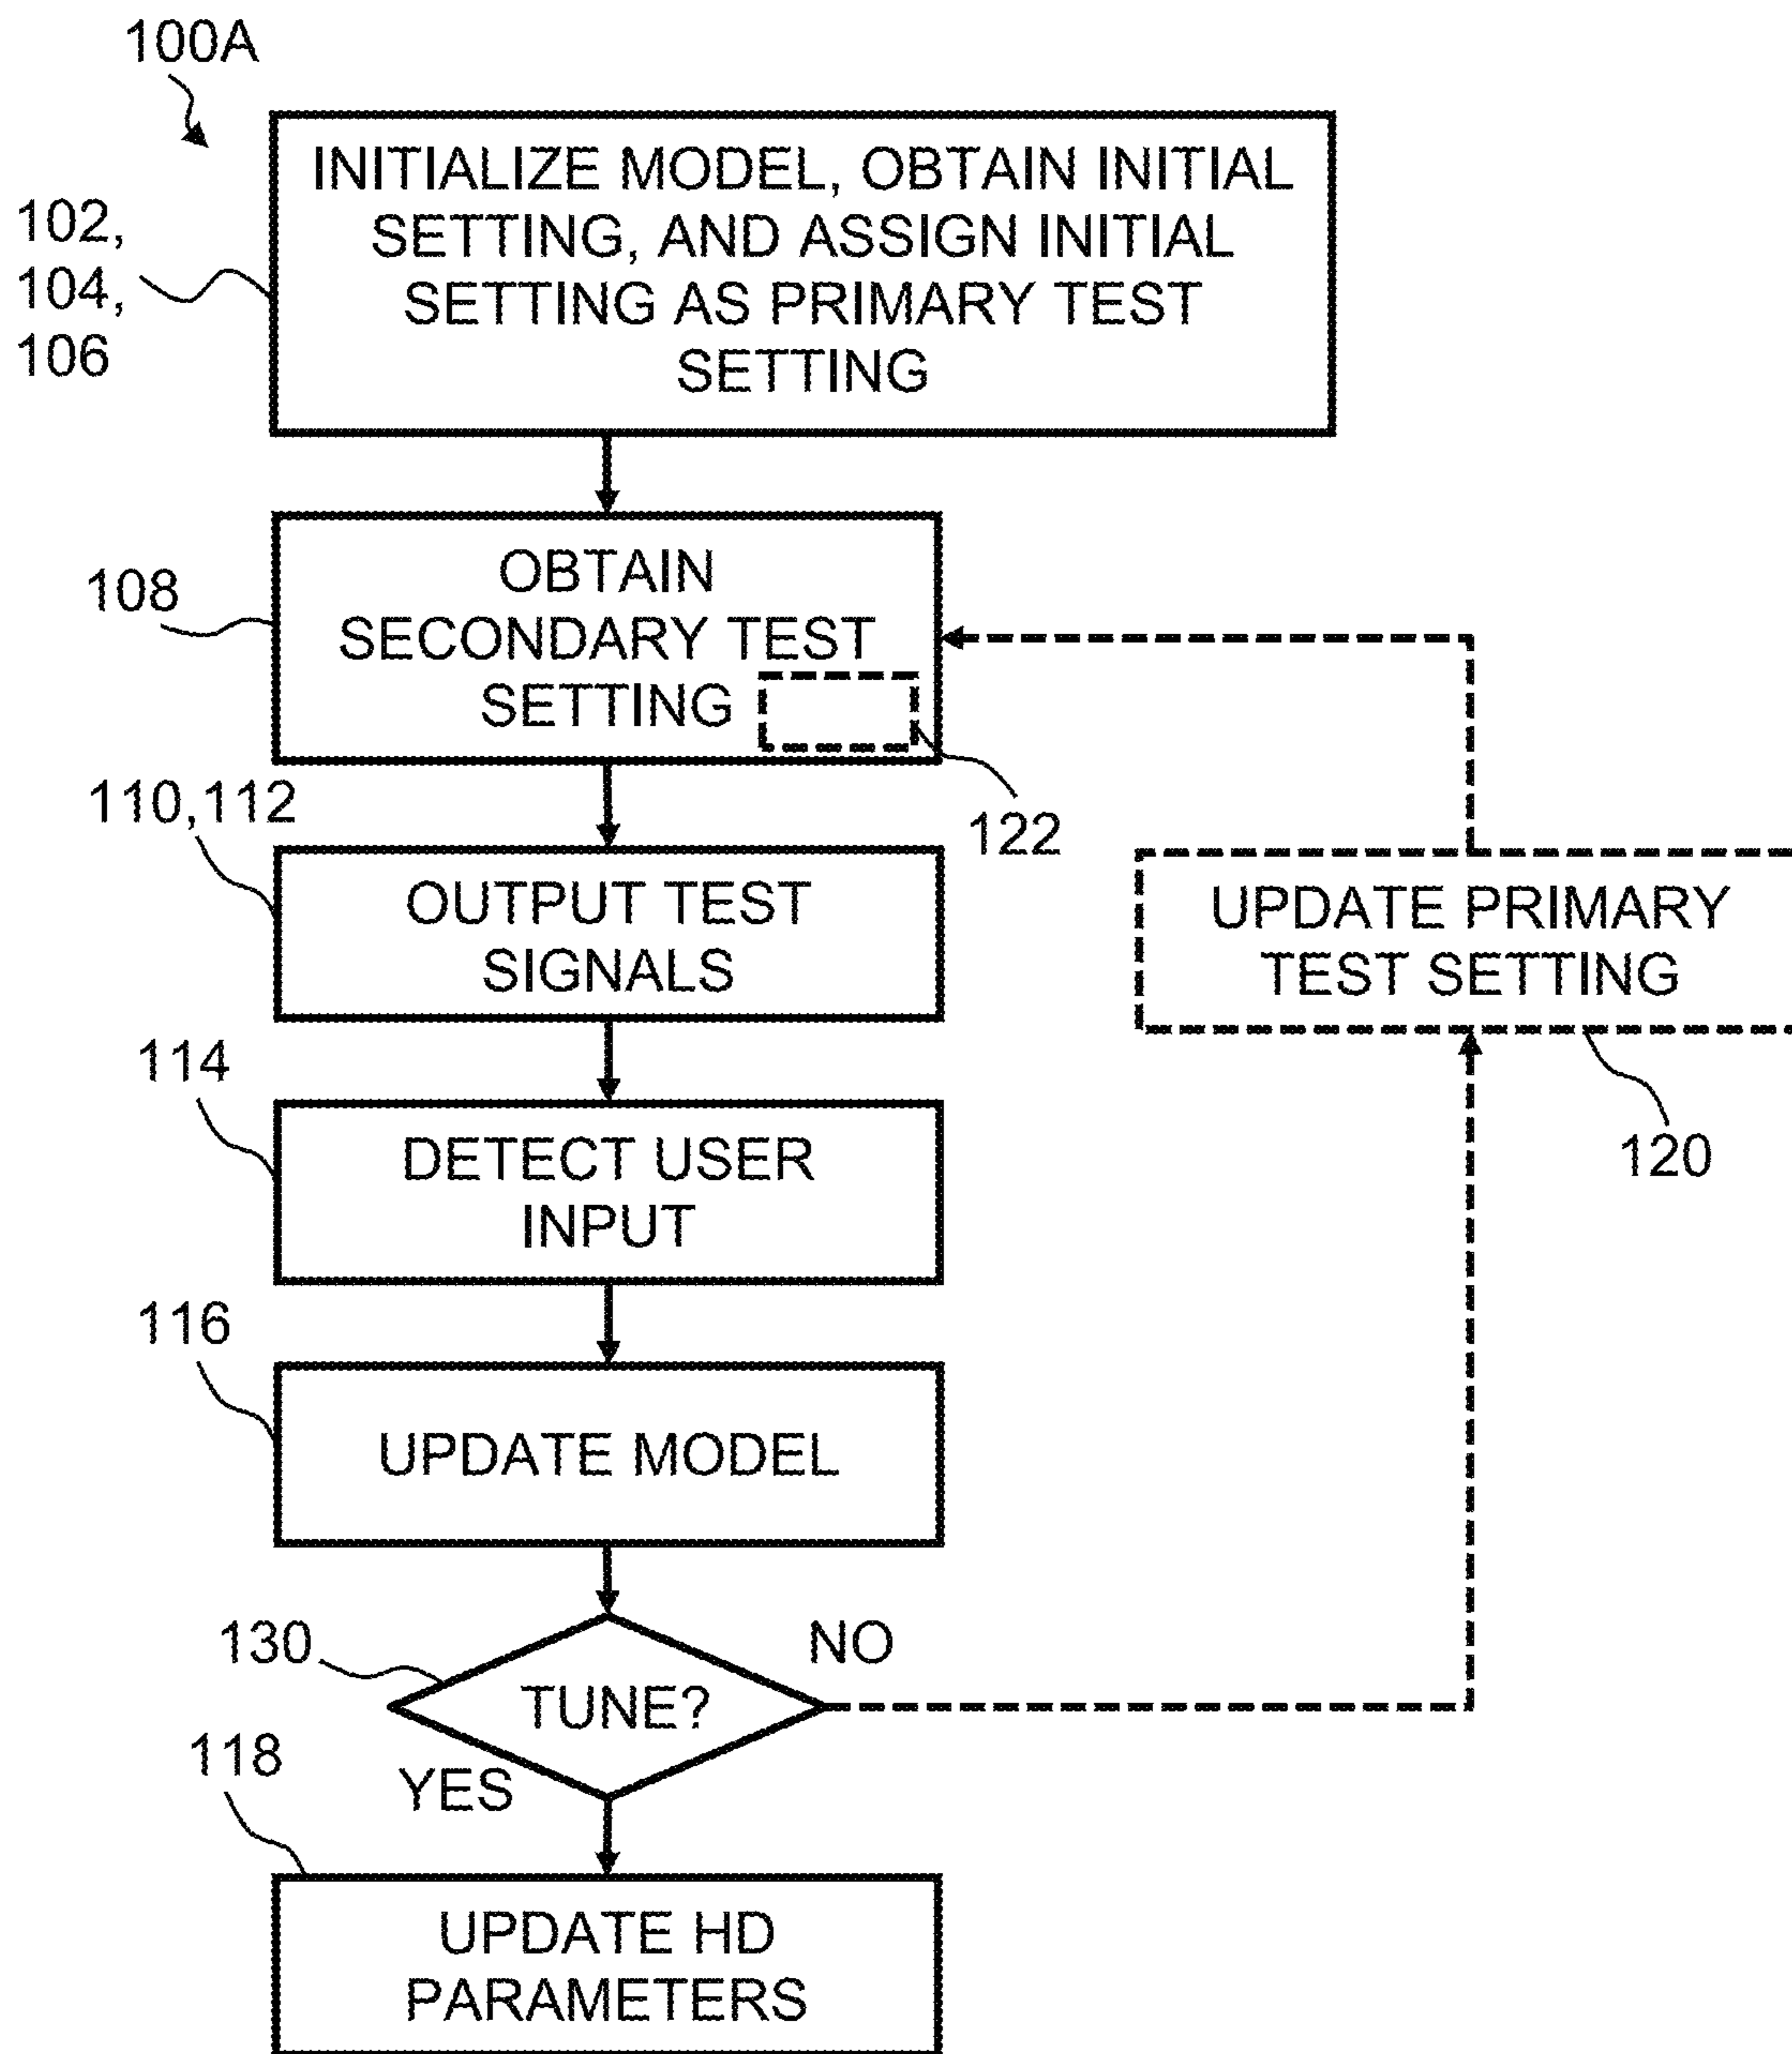 100A
INITIALIZE MODEL, OBTAIN INITIAL
SETTING, AND ASSIGN INITIAL
SETTING AS PRIMARY TEST
SETTING
102,
104,
106
OBTAIN
SECONDARY TEST
SETTING
108
122
110,112
OUTPUT TEST
SIGNALS
UPDATE PRIMARY
TEST SETTING
120
114
DETECT USER
INPUT
116
UPDATE MODEL
130
TUNE?
NO
YES
118
UPDATE HD
PARAMETERS